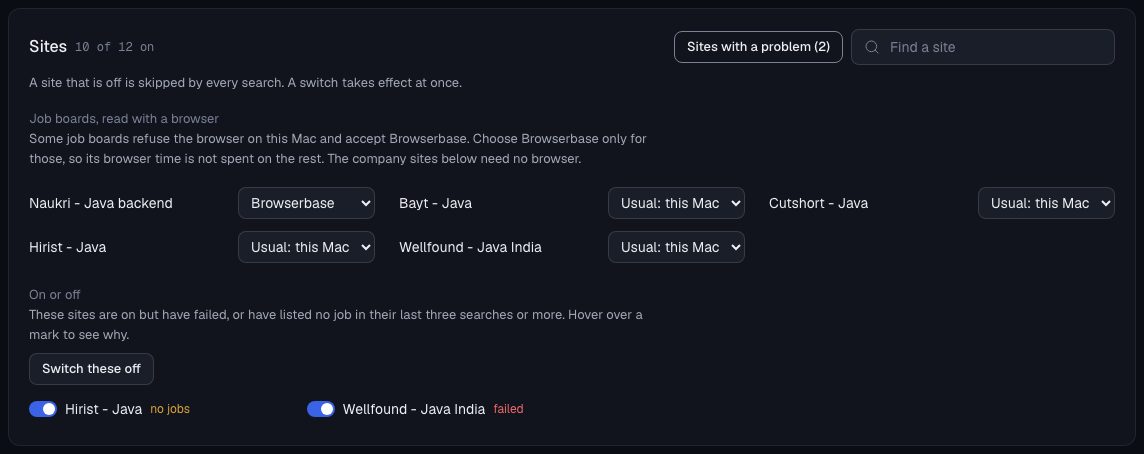 Sites 10 of 12 on
Sites with a problem (2)
Find a site
A site that is off is skipped by every search. A switch takes effect at once.
Job boards, read with a browser
Some job boards refuse the browser on this Mac and accept Browserbase. Choose Browserbase only for
those, so its browser time is not spent on the rest. The company sites below need no browser.
Naukri - Java backend Browserbase Bayt - Java Usual: this Mac Cutshort - Java Usual: this Mac
Hirist - Java Usual: this Mac Wellfound - Java India Usual: this Mac
On or off
These sites are on but have failed, or have listed no job in their last three searches or more. Hover over a
mark to see why.
Switch these off
Hirist - Java no jobs Wellfound - Java India failed